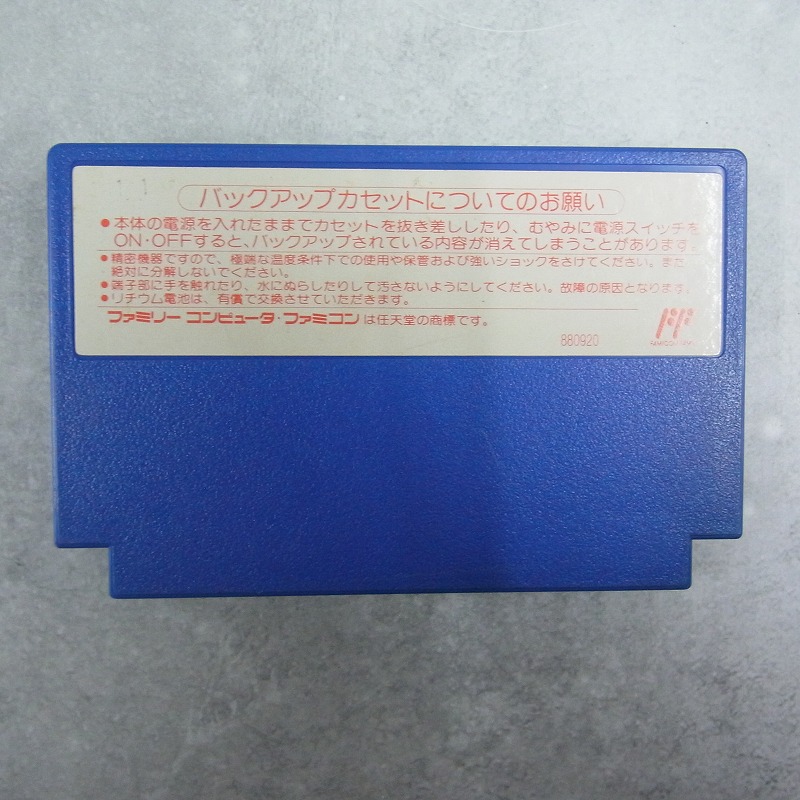 バックアップカセットについてのお願い
●本体の電源を入れたままでカセットを抜き差ししたり、むやみに電源スイッチを
ON・OFFすると、バックアップされている内容が消えてしまうことがあります。
●精密機器ですので、極端な温度条件下での使用や保管および強いショックをさけてください。また
絶対に分解しないでください。
●端子部に手を触れたり、水にぬらしたりして汚さないようにしてください。故障の原因となります。
●リチウム電池は、有償で交換させていただきます。
ファミリー コンピュータ・ファミコン は任天堂の商標です。
880920